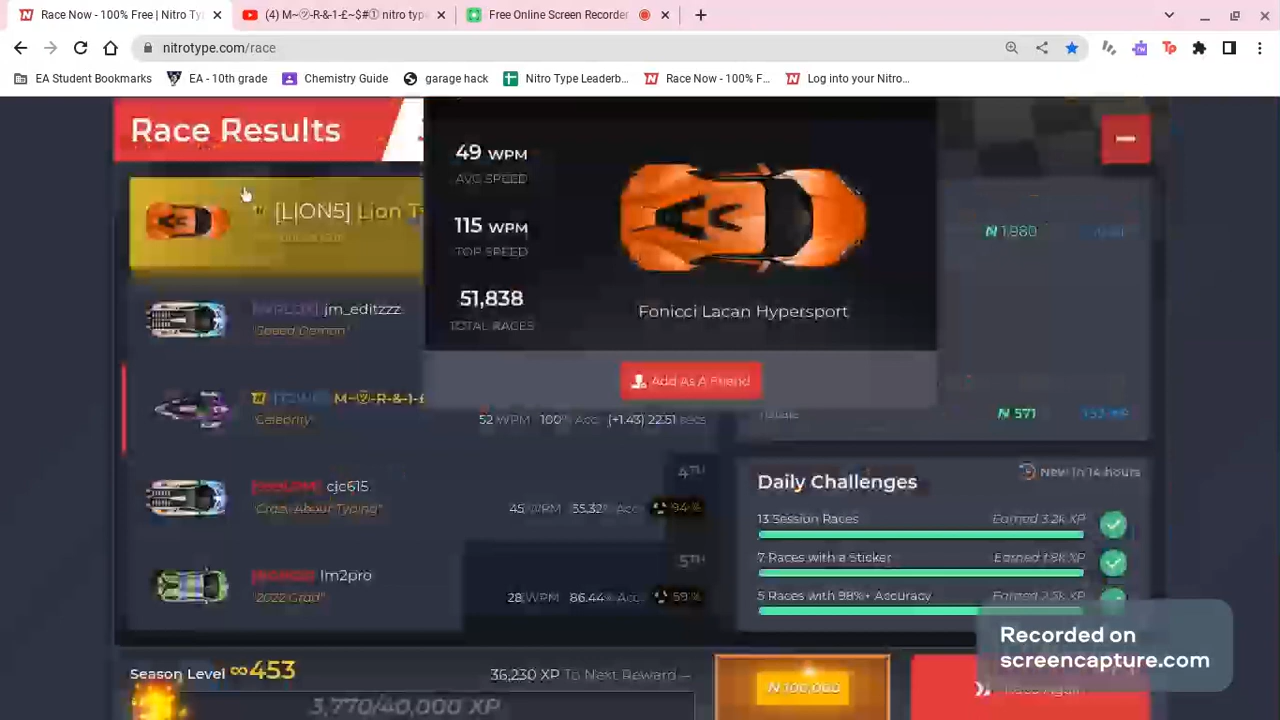 Race Now - 100% Free | Nitro Ty
(4) M~㉒-R-&-1-£~$#① nitro type
Free Online Screen Recorder
nitrotype.com/race
EA Student Bookmarks
EA - 10th grade
Chemistry Guide
garage hack
Nitro Type Leaderb...
Race Now - 100% F...
Log into your Nitro...
Race Results
49 WPM
AVG SPEED
115 WPM
TOP SPEED
51,838
TOTAL RACES
Fonicci Lacan Hypersport
Add As A Friend
[LION5] Lion T
1,980
jm_editzzz
"Speed Demon"
"Celebrity"
52 WPM 100% Acc (+1.43) 22.51 secs
571
4TH
cjc615
"Crazy About Typing"
45 WPM 55.32% Acc 94%
5TH
lm2pro
"2022 Grad"
28 WPM 86.44% Acc 59%
Daily Challenges
New in 14 hours
13 Session Races
Earned 3.2k XP
7 Races with a Sticker
Earned 1.8k XP
5 Races with 98%+ Accuracy
Earned 2.5k XP
Recorded on
screencapture.com
Season Level ∞453
36,230 XP To Next Reward
3,770/40,000 XP
100,000
Race Again